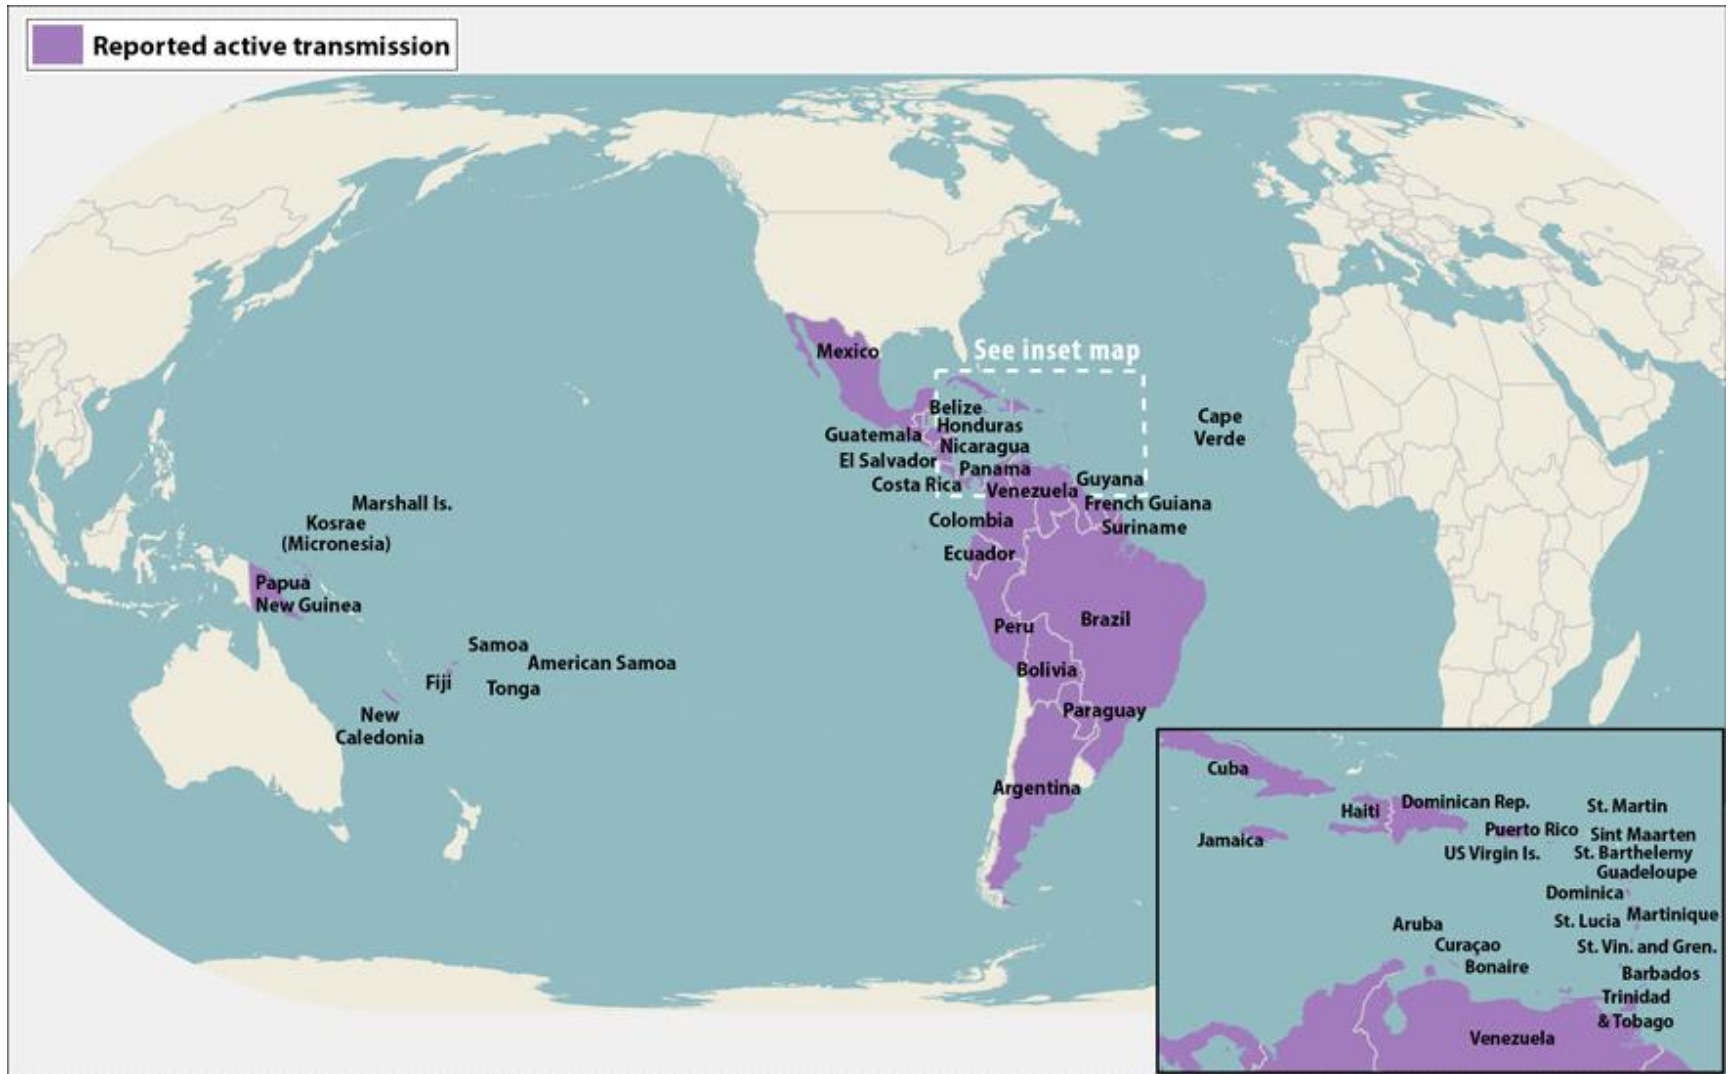 Reported active transmission
See inset map
Mexico
Belize
Honduras
Guatemala
Nicaragua
El Salvador
Panama
Costa Rica
Venezuela
Guyana
French Guiana
Suriname
Colombia
Ecuador
Cape
Verde
Marshall Is.
Kosrae
(Micronesia)
Papua
New Guinea
Samoa
American Samoa
Fiji
Tonga
New
Caledonia
Peru
Brazil
Bolivia
Paraguay
Argentina
Cuba
Haiti
Dominican Rep.
St. Martin
Jamaica
Puerto Rico
Sint Maarten
US Virgin Is.
St. Barthelemy
Guadeloupe
Dominica
Martinique
St. Lucia
Aruba
Curaçao
St. Vin. and Gren.
Bonaire
Barbados
Trinidad
& Tobago
Venezuela